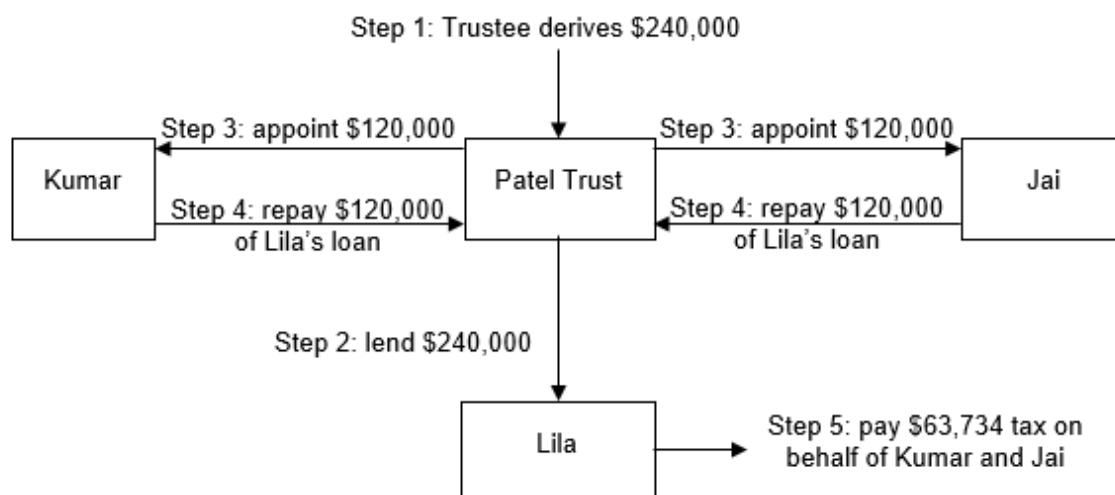 Step 1: Trustee derives $240,000
Step 3: appoint $120,000
Step 3: appoint $120,000
Kumar
Patel Trust
Jai
Step 4: repay $120,000
of Lila's loan
Step 4: repay $120,000
of Lila's loan
Step 2: lend $240,000
Lila
Step 5: pay $63,734 tax on
behalf of Kumar and Jai